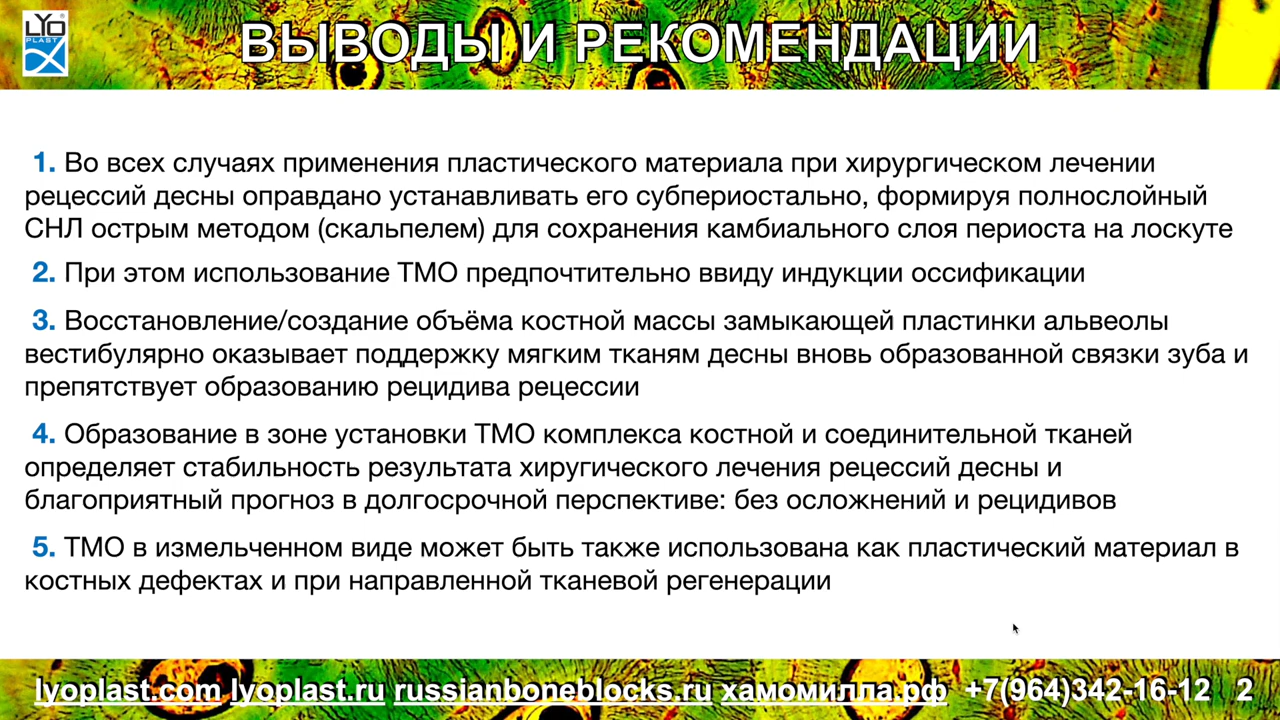 LYO
PLAST
ВЫВОДЫ И РЕКОМЕНДАЦИИ
1. Во всех случаях применения пластического материала при хирургическом лечении
рецессий десны оправдано устанавливать его субпериостально, формируя полнослойный
СНЛ острым методом (скальпелем) для сохранения камбиального слоя периоста на лоскуте
2. При этом использование ТМО предпочтительно ввиду индукции оссификации
3. Восстановление/создание объёма костной массы замыкающей пластинки альвеолы
вестибулярно оказывает поддержку мягким тканям десны вновь образованной связки зуба и
препятствует образованию рецидива рецессии
4. Образование в зоне установки ТМО комплекса костной и соединительной тканей
определяет стабильность результата хиругического лечения рецессий десны и
благоприятный прогноз в долгосрочной перспективе: без осложнений и рецидивов
5. ТМО в измельченном виде может быть также использована как пластический материал в
костных дефектах и при направленной тканевой регенерации
lyoplast.com lyoplast.ru russianboneblocks.ru хамомилла.рф +7(964)342-16-12 2